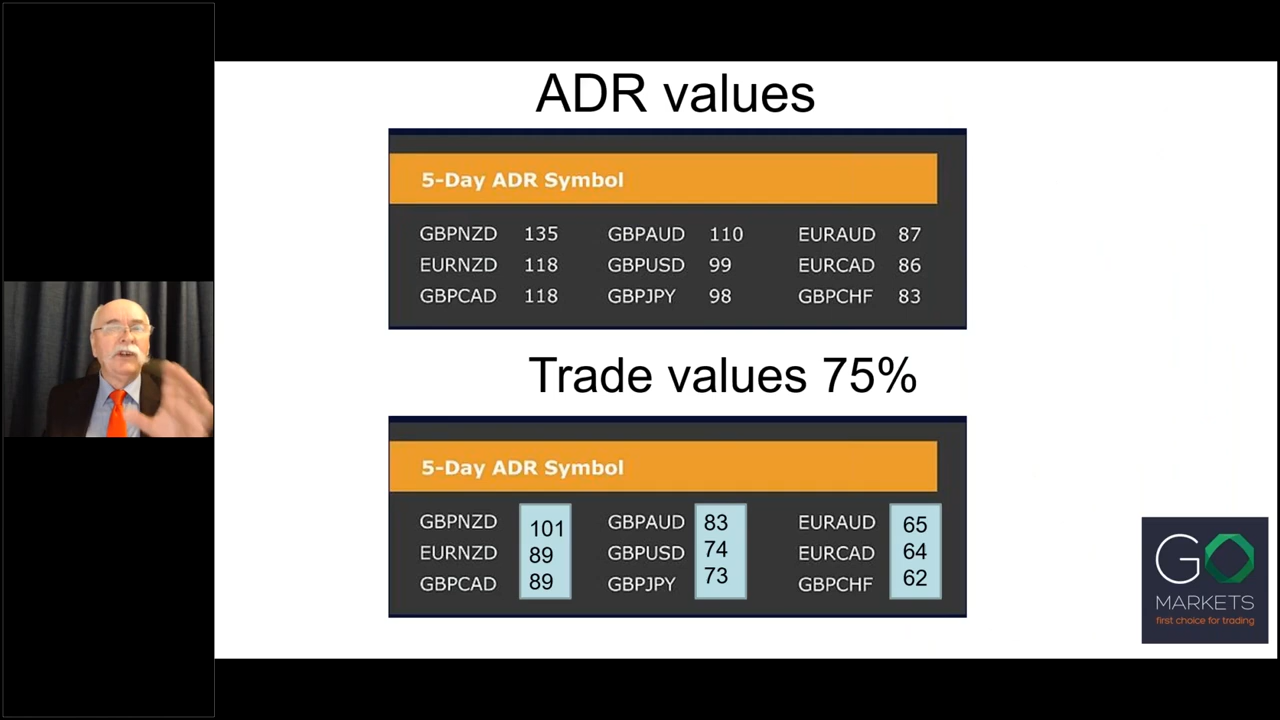 ADR values
5-Day ADR Symbol
GBPNZD 135 GBPAUD 110 EURAUD 87
EURNZD 118 GBPUSD 99 EURCAD 86
GBPCAD 118 GBPJPY 98 GBPCHF 83
Trade values 75%
5-Day ADR Symbol
GBPNZD 101 GBPAUD 83 EURAUD 65
EURNZD 89 GBPUSD 74 EURCAD 64
GBPCAD 89 GBPJPY 73 GBPCHF 62
GO
MARKETS
first choice for trading